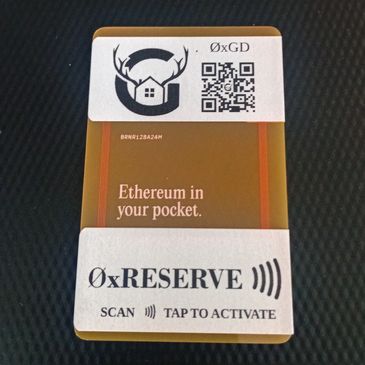 ØxGD
BRNR128A24M
Ethereum in
your pocket.
ØxRESERVE
SCAN TAP TO ACTIVATE